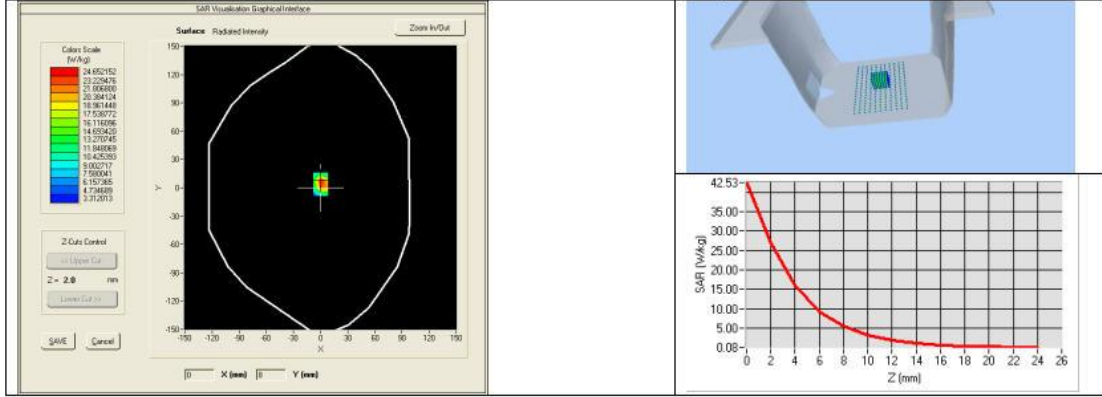 SAR Visualisation Graphical Interface
Surface Radiated Intensity
Zoom In/Out
Colors Scale
(W/kg)
24.652152
23.229476
21.806800
20.384124
18.961448
17.538772
16.116096
14.693420
13.270745
11.848069
10.425393
9.002717
7.580041
6.157365
4.734689
3.312013
Z-Cuts Control
<< Upper Cut
Z = 2.0 mm
Lower Cut >>
SAVE Cancel
150-
120-
90-
60-
30-
0-
-30-
-60-
-90-
-120-
-150-
Y
-150 -120 -90 -60 -30 0 30 60 90 120 150
X
0 X (mm) 8 Y (mm)
42.53-
35.00-
30.00-
25.00-
20.00-
15.00-
10.00-
5.00-
0.08-
SAR (W/kg)
0 2 4 6 8 10 12 14 16 18 20 22 24 26
Z (mm)